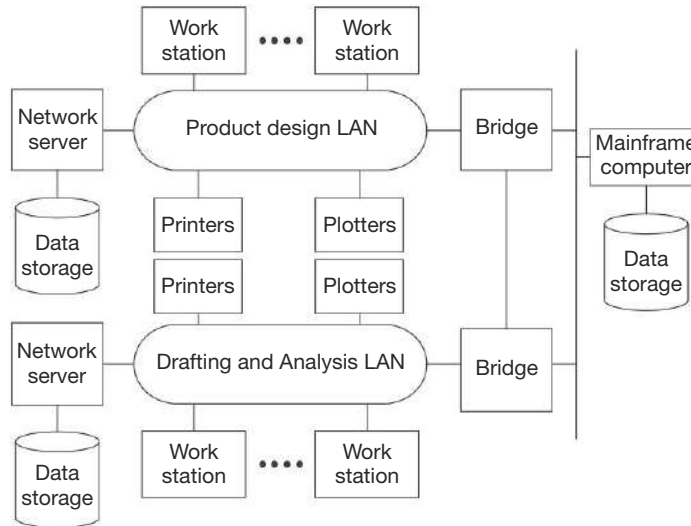 Work
station
Work
station
Network
server
Product design LAN
Bridge
Mainframe
computer
Data
storage
Printers
Plotters
Data
storage
Printers
Plotters
Network
server
Drafting and Analysis LAN
Bridge
Data
storage
Work
station
Work
station